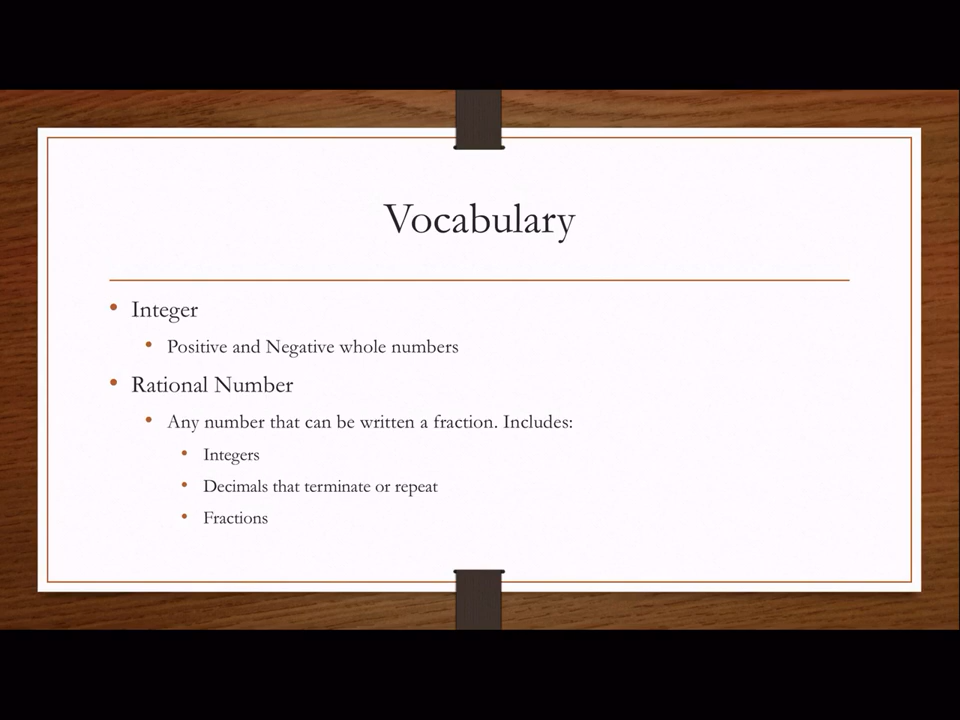 Vocabulary
• Integer
• Positive and Negative whole numbers
• Rational Number
• Any number that can be written a fraction. Includes:
• Integers
• Decimals that terminate or repeat
• Fractions